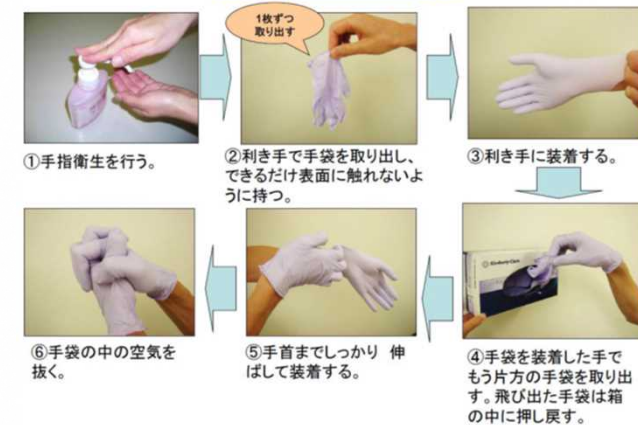 1枚ずつ
取り出す
①手指衛生を行う。
②利き手で手袋を取り出し、
できるだけ表面に触れないよ
うに持つ。
③利き手に装着する。
④手袋を装着した手で
もう片方の手袋を取り出
す。飛び出た手袋は箱
の中に押し戻す。
⑤手首までしっかり 伸
ばして装着する。
⑥手袋の中の空気を
抜く。